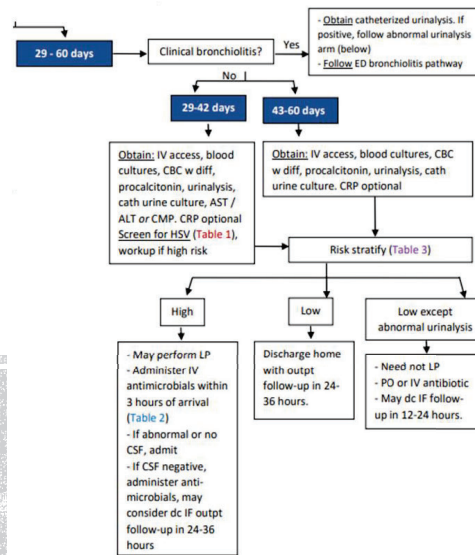 - Obtain catheterized urinalysis. If
positive, follow abnormal urinalysis
arm (below)
- Follow ED bronchiolitis pathway
29 - 60 days
Clinical bronchiolitis?
Yes
No
29-42 days
43-60 days
Obtain: IV access, blood
cultures, CBC w diff,
procalcitonin, urinalysis,
cath urine culture, AST /
ALT or CMP. CRP optional
Screen for HSV (Table 1),
workup if high risk
Obtain: IV access, blood cultures, CBC
w diff, procalcitonin, urinalysis, cath
urine culture. CRP optional
Risk stratify (Table 3)
High
Low
Low except
abnormal urinalysis
- May perform LP
- Administer IV
antimicrobials within
3 hours of arrival
(Table 2)
- If abnormal or no
CSF, admit
- If CSF negative,
administer anti-
microbials, may
consider dc IF outpt
follow-up in 24-36
hours
Discharge home
with outpt
follow-up in 24-
36 hours.
- Need not LP
- PO or IV antibiotic
- May dc IF follow-
up in 12-24 hours.